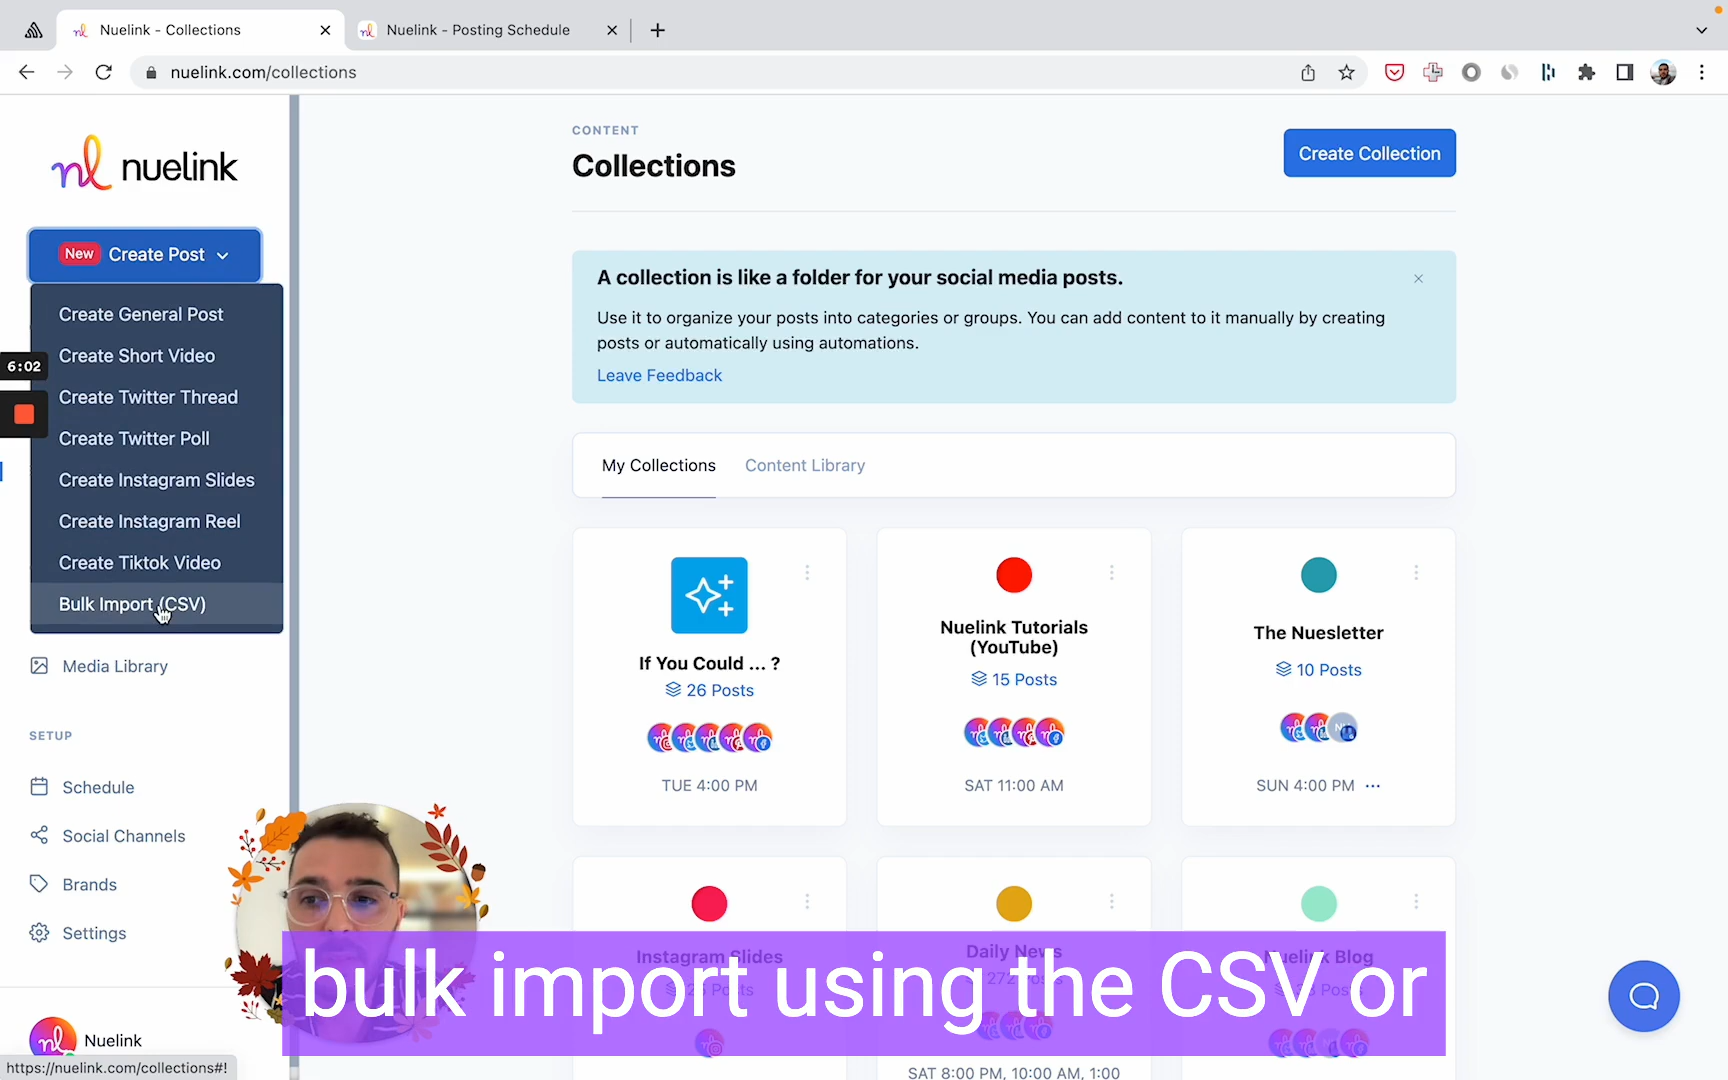 Nuelink - Collections
Nuelink - Posting Schedule
nuelink.com/collections
nuelink
New Create Post
Create General Post
Create Short Video
Create Twitter Thread
Create Twitter Poll
Create Instagram Slides
Create Instagram Reel
Create Tiktok Video
Bulk Import (CSV)
6:02
Media Library
SETUP
Schedule
Social Channels
Brands
Settings
Nuelink
https://nuelink.com/collections#!
CONTENT
Collections
Create Collection
A collection is like a folder for your social media posts.
Use it to organize your posts into categories or groups. You can add content to it manually by creating
posts or automatically using automations.
Leave Feedback
My Collections
Content Library
If You Could ... ?
26 Posts
TUE 4:00 PM
Nuelink Tutorials
(YouTube)
15 Posts
SAT 11:00 AM
The Nuesletter
10 Posts
SUN 4:00 PM
Instagram Slides
Daily News
Nuelink Blog
bulk import using the CSV or
SAT 8:00 PM, 10:00 AM, 1:00